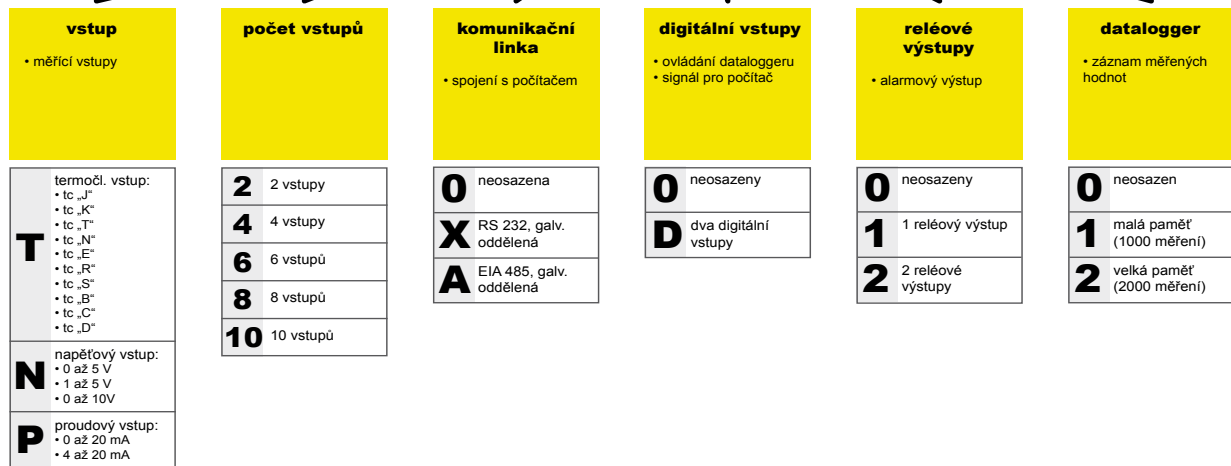 vstup
• měřící vstupy
T
termočl. vstup:
• tc „J“
• tc „K“
• tc „T“
• tc „N“
• tc „E“
• tc „R“
• tc „S“
• tc „B“
• tc „C“
• tc „D“
N
napěťový vstup:
• 0 až 5 V
• 1 až 5 V
• 0 až 10V
P
proudový vstup:
• 0 až 20 mA
• 4 až 20 mA
počet vstupů
2 2 vstupy
4 4 vstupy
6 6 vstupů
8 8 vstupů
10 10 vstupů
komunikační
linka
• spojení s počítačem
0 neosazena
X RS 232, galv.
oddělená
A EIA 485, galv.
oddělená
digitální vstupy
• ovládání dataloggeru
• signál pro počítač
0 neosazeny
D dva digitální
vstupy
reléové
výstupy
• alarmový výstup
0 neosazeny
1 1 reléový výstup
2 2 reléové
výstupy
datalogger
• záznam měřených
hodnot
0 neosazen
1 malá paměť
(1000 měření)
2 velká paměť
(2000 měření)